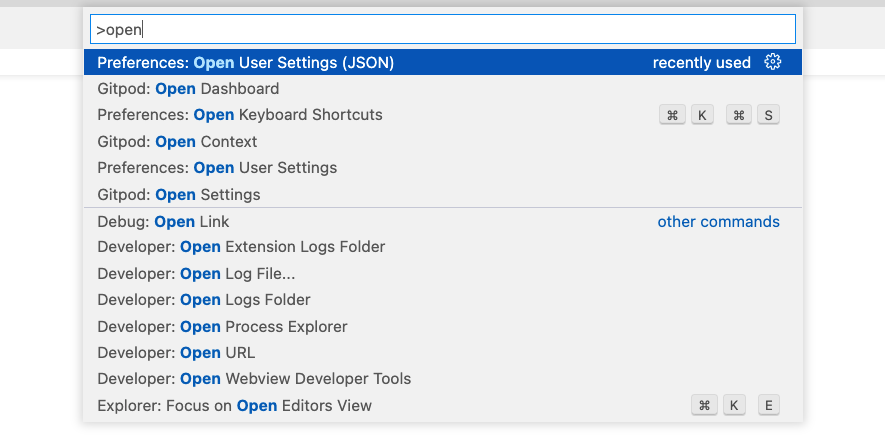 >open
Preferences: Open User Settings (JSON) recently used
Gitpod: Open Dashboard
Preferences: Open Keyboard Shortcuts ⌘ K ⌘ S
Gitpod: Open Context
Preferences: Open User Settings
Gitpod: Open Settings
Debug: Open Link other commands
Developer: Open Extension Logs Folder
Developer: Open Log File...
Developer: Open Logs Folder
Developer: Open Process Explorer
Developer: Open URL
Developer: Open Webview Developer Tools
Explorer: Focus on Open Editors View ⌘ K E